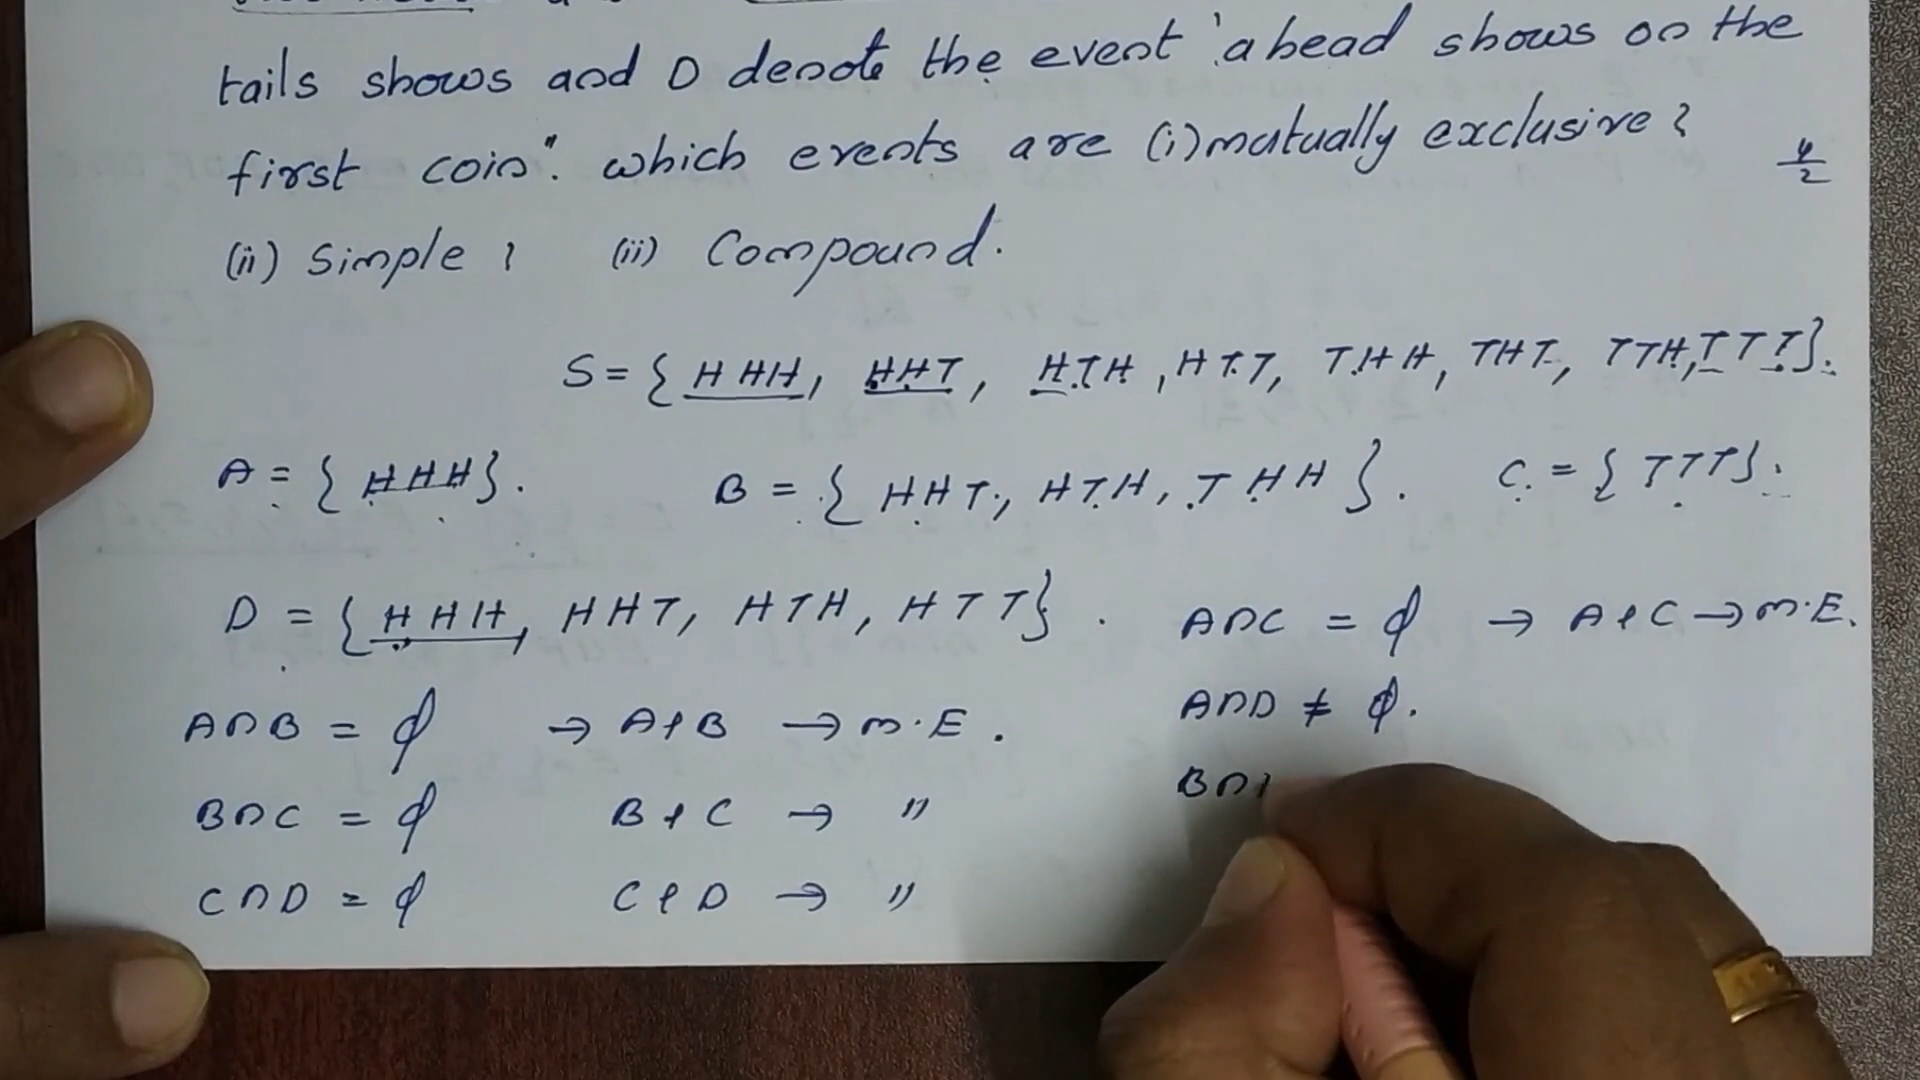 tails shows and D denote the event 'a head shows on the
first coin". which events are (i) mutually exclusive?
4/2
(ii) Simple ? (iii) Compound.
S = { HHH, HHT, HTH, HTT, THH, THT, TTH, TTT}.
A = { HHH}. B = { HHT, HTH, THH }. C = { TTT}.
D = {HHH, HHT, HTH, HTT}.
A∩C = ϕ → A & C → M.E.
A∩D ≠ ϕ.
A∩B = ϕ → A & B → M.E.
B∩
B∩C = ϕ B & C → "
C∩D = ϕ C & D → "